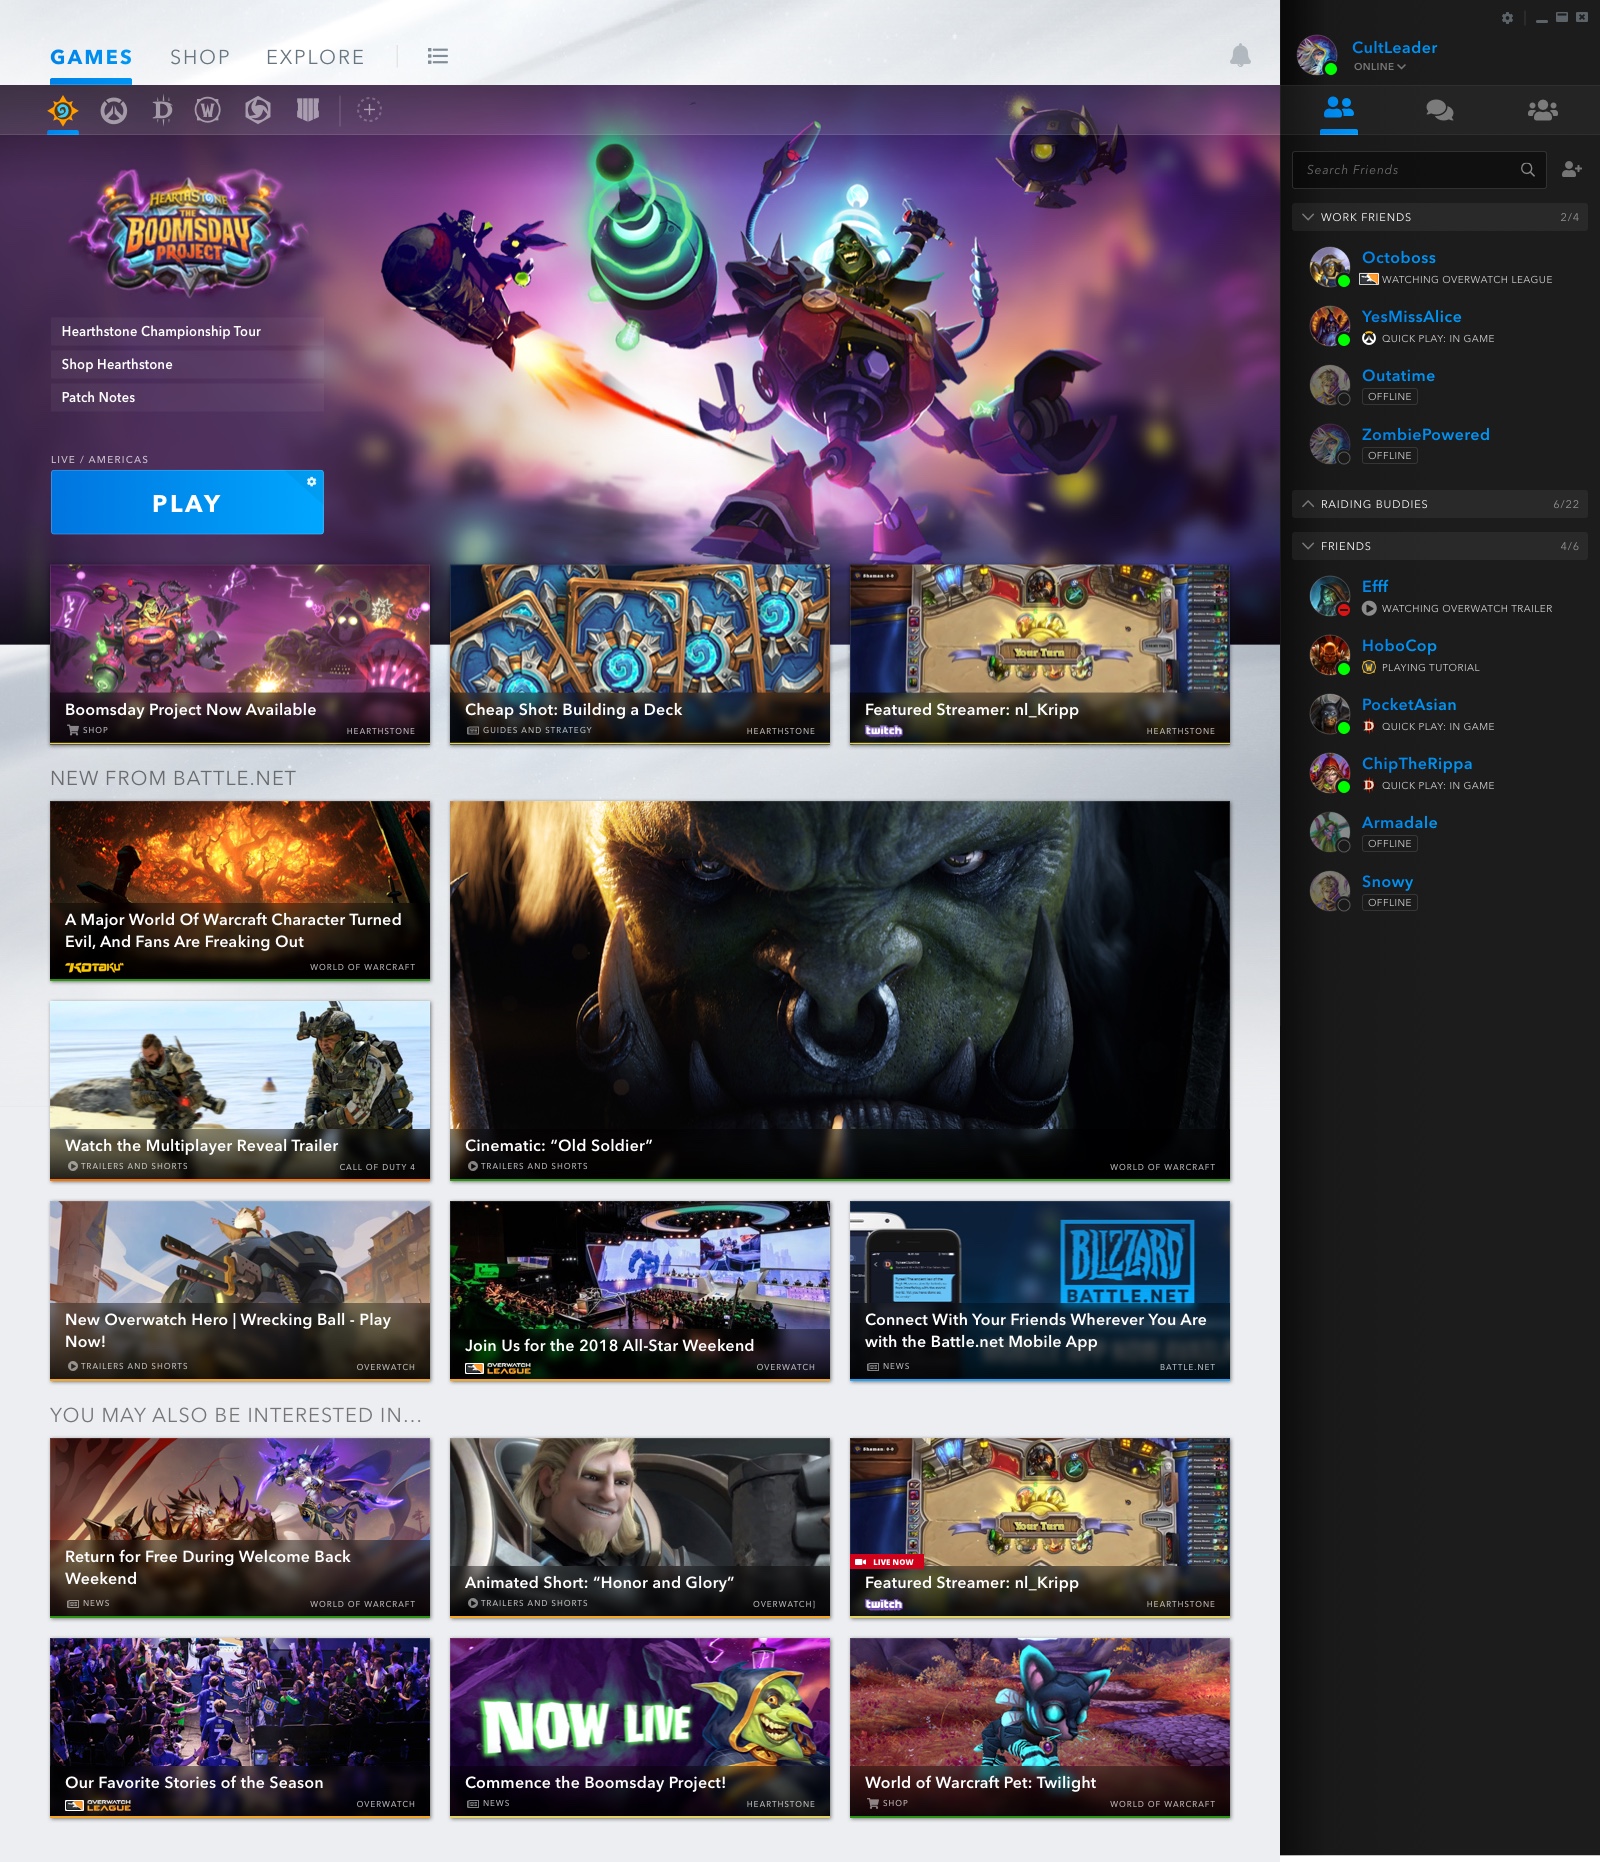 GAMES
SHOP
EXPLORE
HEARTHSTONE
THE
BOOMSDAY
PROJECT
Hearthstone Championship Tour
Shop Hearthstone
Patch Notes
LIVE / AMERICAS
PLAY
Boomsday Project Now Available
SHOP
HEARTHSTONE
Cheap Shot: Building a Deck
GUIDES AND STRATEGY
HEARTHSTONE
Your Turn
Featured Streamer: nl_Kripp
twitch
HEARTHSTONE
NEW FROM BATTLE.NET
A Major World Of Warcraft Character Turned
Evil, And Fans Are Freaking Out
KOTAKU
WORLD OF WARCRAFT
Watch the Multiplayer Reveal Trailer
TRAILERS AND SHORTS
CALL OF DUTY 4
Cinematic: “Old Soldier”
TRAILERS AND SHORTS
WORLD OF WARCRAFT
New Overwatch Hero | Wrecking Ball - Play
Now!
TRAILERS AND SHORTS
OVERWATCH
Join Us for the 2018 All-Star Weekend
OVERWATCH
LEAGUE
OVERWATCH
BLIZZARD
BATTLE.NET
Connect With Your Friends Wherever You Are
with the Battle.net Mobile App
NEWS
BATTLE.NET
YOU MAY ALSO BE INTERESTED IN...
Return for Free During Welcome Back
Weekend
NEWS
WORLD OF WARCRAFT
Animated Short: “Honor and Glory”
TRAILERS AND SHORTS
OVERWATCH]
Your Turn
LIVE NOW
Featured Streamer: nl_Kripp
twitch
HEARTHSTONE
Our Favorite Stories of the Season
OVERWATCH
LEAGUE
OVERWATCH
NOW LIVE
Commence the Boomsday Project!
NEWS
HEARTHSTONE
World of Warcraft Pet: Twilight
SHOP
WORLD OF WARCRAFT
CultLeader
ONLINE
Search Friends
WORK FRIENDS 2/4
Octoboss
WATCHING OVERWATCH LEAGUE
YesMissAlice
QUICK PLAY: IN GAME
Outatime
OFFLINE
ZombiePowered
OFFLINE
RAIDING BUDDIES 6/22
FRIENDS 4/6
Efff
WATCHING OVERWATCH TRAILER
HoboCop
PLAYING TUTORIAL
PocketAsian
QUICK PLAY: IN GAME
ChipTheRippa
QUICK PLAY: IN GAME
Armadale
OFFLINE
Snowy
OFFLINE